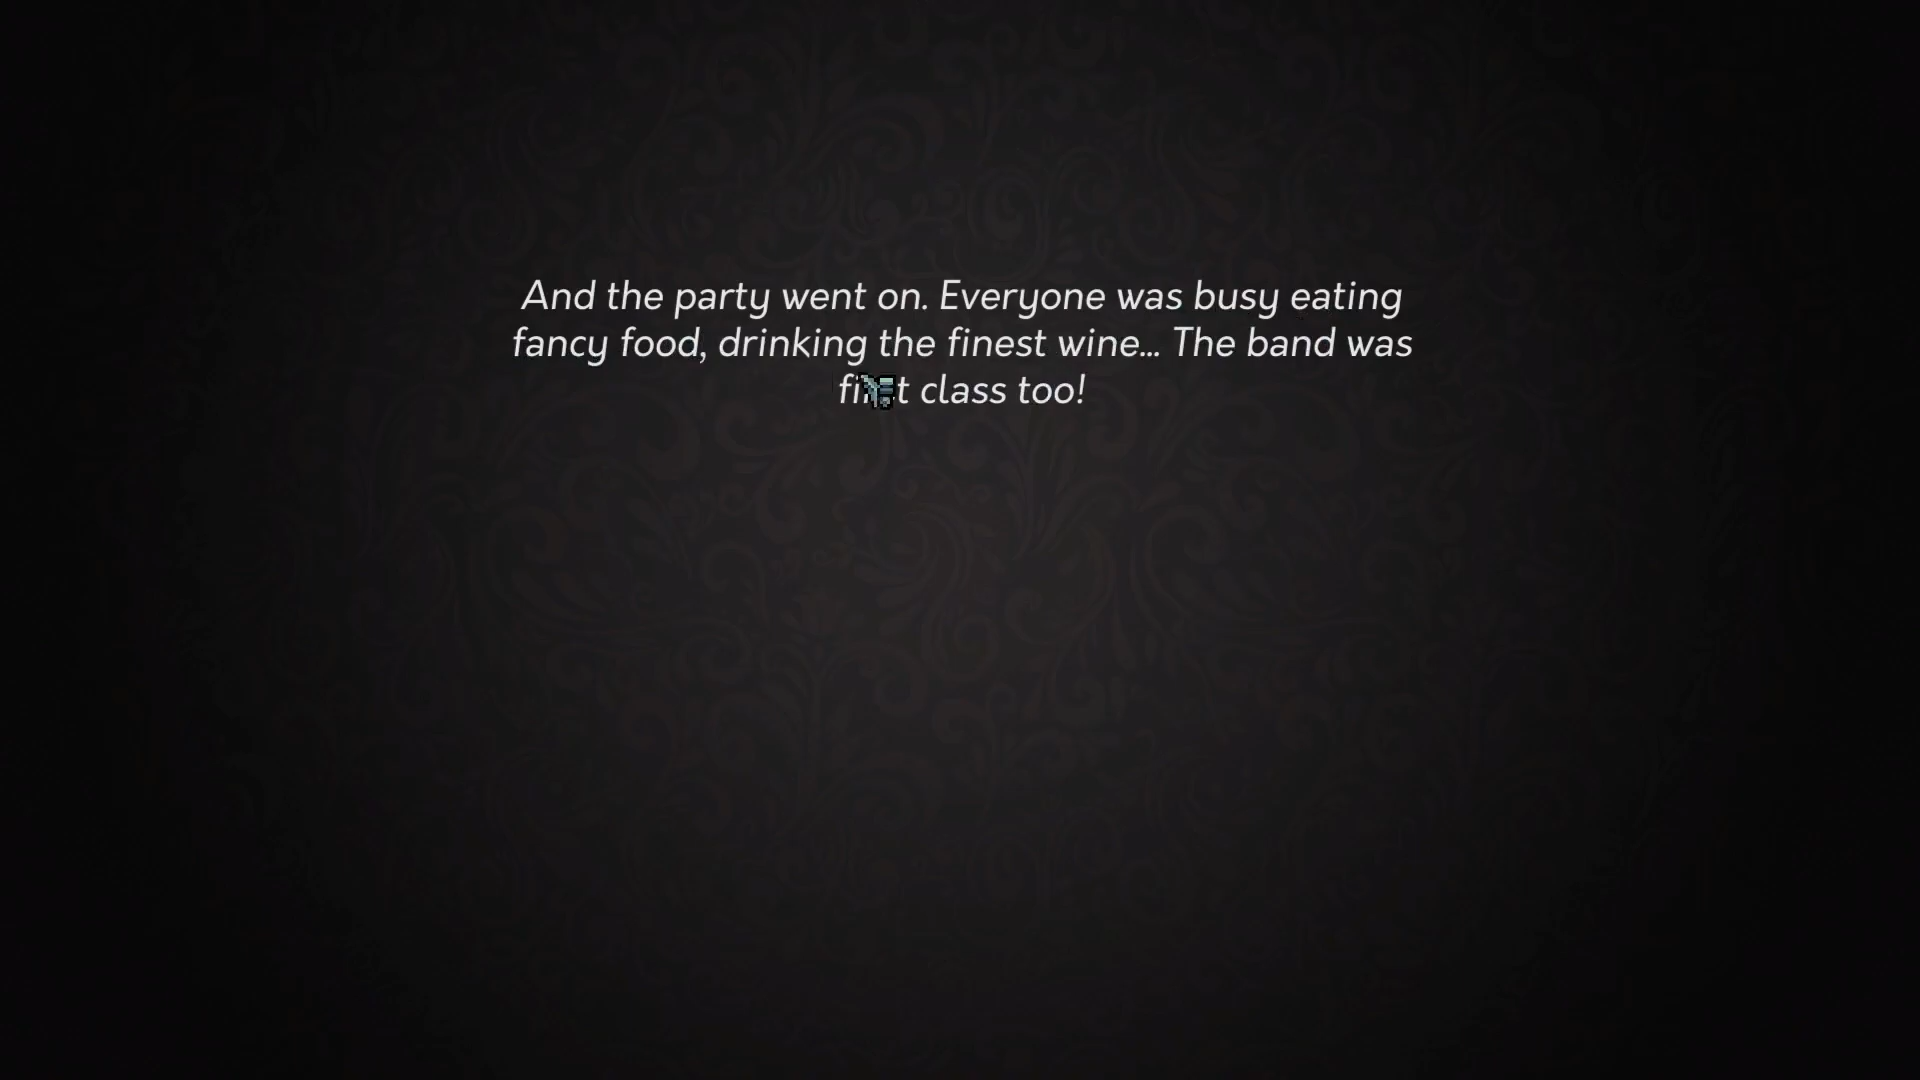 And the party went on. Everyone was busy eating
fancy food, drinking the finest wine... The band was
first class too!